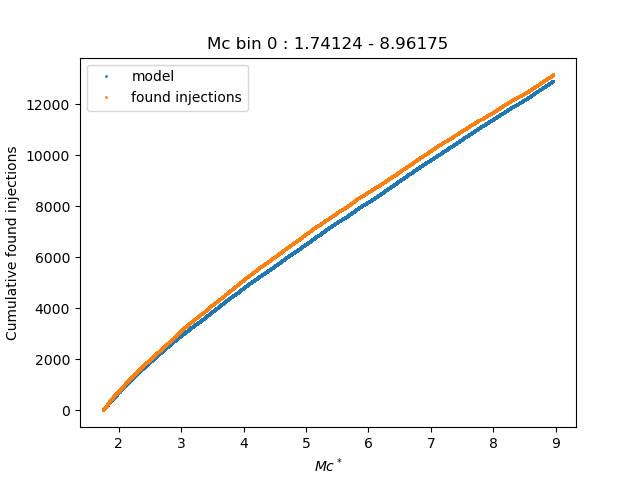 Mc bin 0 : 1.74124 - 8.96175
model
found injections
Cumulative found injections
12000
10000
8000
6000
4000
2000
0
2 3 4 5 6 7 8 9
Mc*